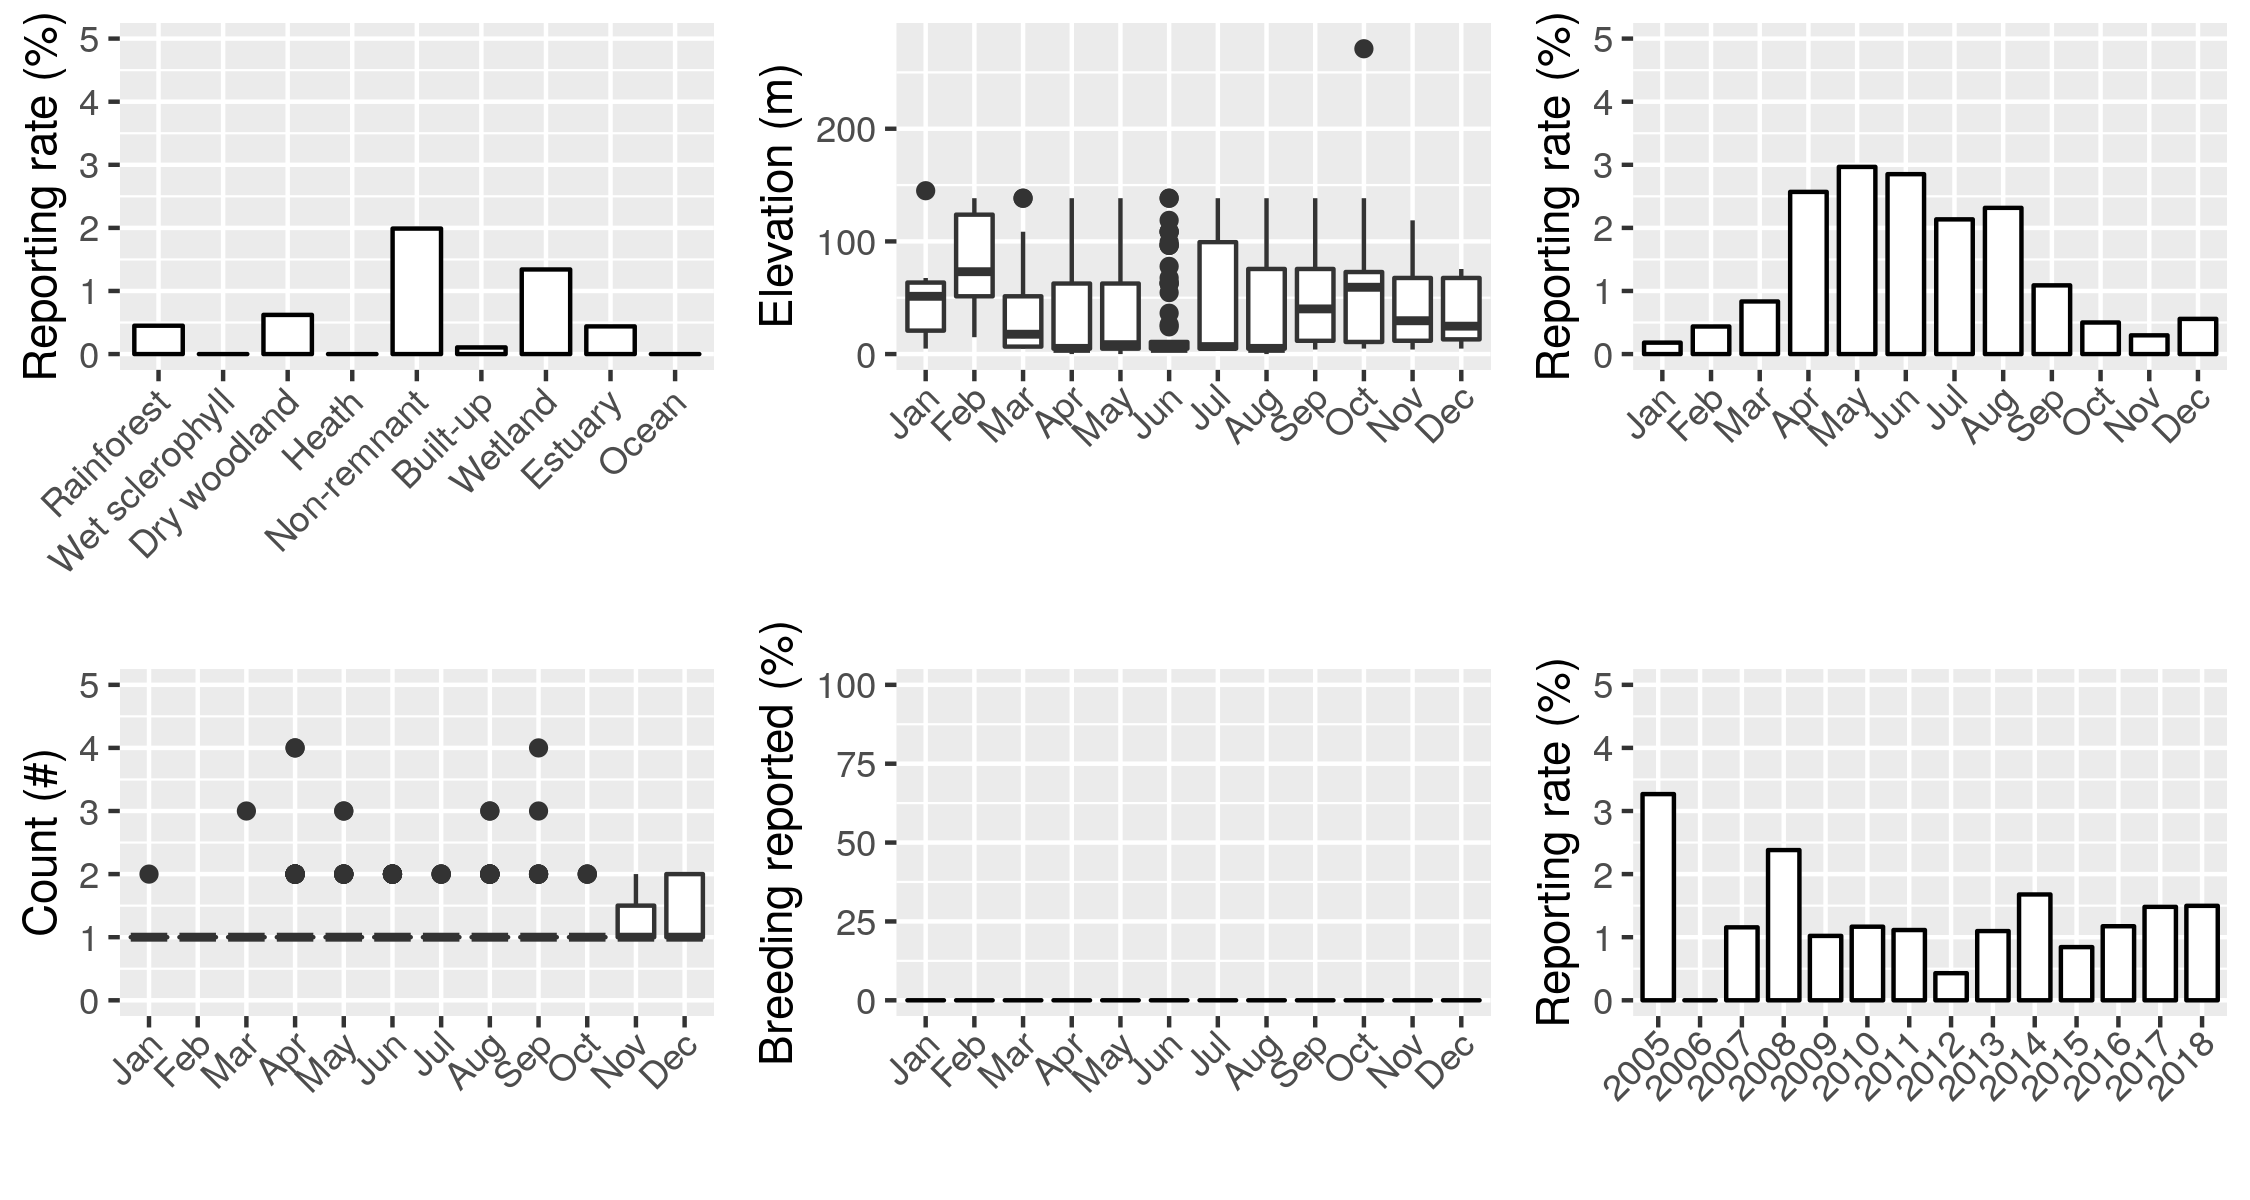 Reporting rate (%)
5
4
3
2
1
0
Rainforest
Wet sclerophyll
Dry woodland
Heath
Non-remnant
Built-up
Wetland
Estuary
Ocean
Elevation (m)
200
100
0
Jan
Feb
Mar
Apr
May
Jun
Jul
Aug
Sep
Oct
Nov
Dec
Reporting rate (%)
5
4
3
2
1
0
Jan
Feb
Mar
Apr
May
Jun
Jul
Aug
Sep
Oct
Nov
Dec
Count (#)
5
4
3
2
1
0
Jan
Feb
Mar
Apr
May
Jun
Jul
Aug
Sep
Oct
Nov
Dec
Breeding reported (%)
100
75
50
25
0
Jan
Feb
Mar
Apr
May
Jun
Jul
Aug
Sep
Oct
Nov
Dec
Reporting rate (%)
5
4
3
2
1
0
2005
2006
2007
2008
2009
2010
2011
2012
2013
2014
2015
2016
2017
2018